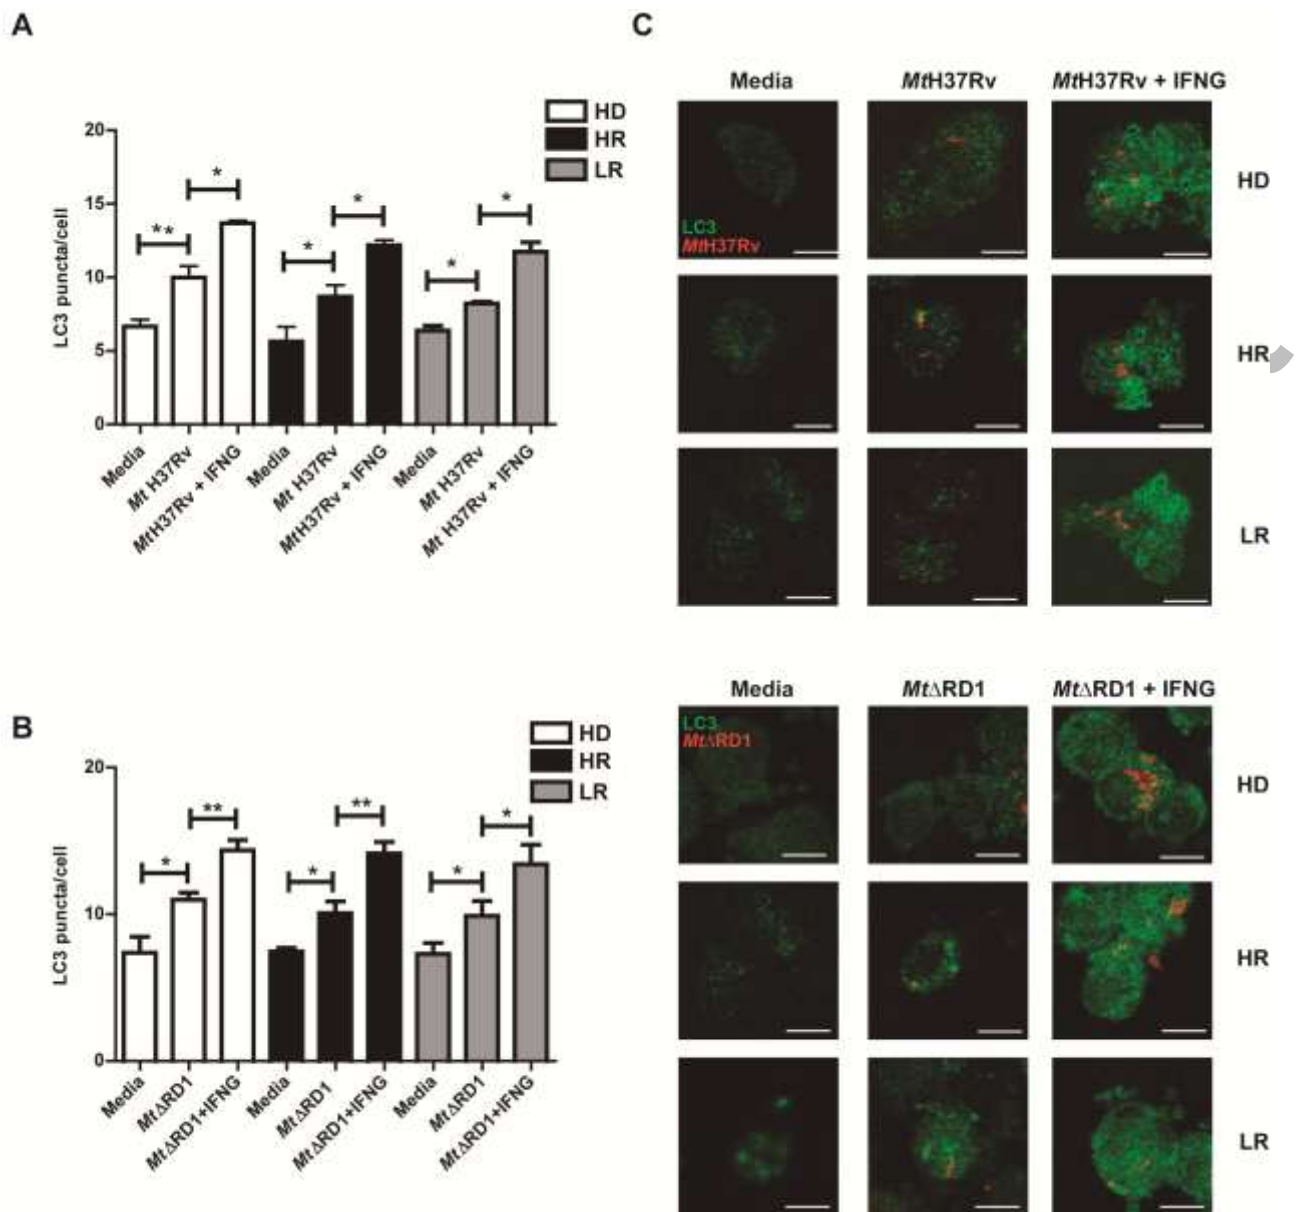 A
HD
HR
LR
LC3 puncta/cell
20
15
10
5
0
** * * * * *
Media
Mt H37Rv
MtH37Rv + IFNG
Media
Mt H37Rv
MtH37Rv + IFNG
Media
Mt H37Rv
Mt H37Rv + IFNG
B
HD
HR
LR
LC3 puncta/cell
20
10
0
* ** * ** * *
Media
MtΔRD1
MtΔRD1+IFNG
Media
MtΔRD1
MtΔRD1+IFNG
Media
MtΔRD1
MtΔRD1+IFNG
C
Media MtH37Rv MtH37Rv + IFNG
LC3
MtH37Rv
HD
HR
LR
Media MtΔRD1 MtΔRD1 + IFNG
LC3
MtΔRD1
HD
HR
LR